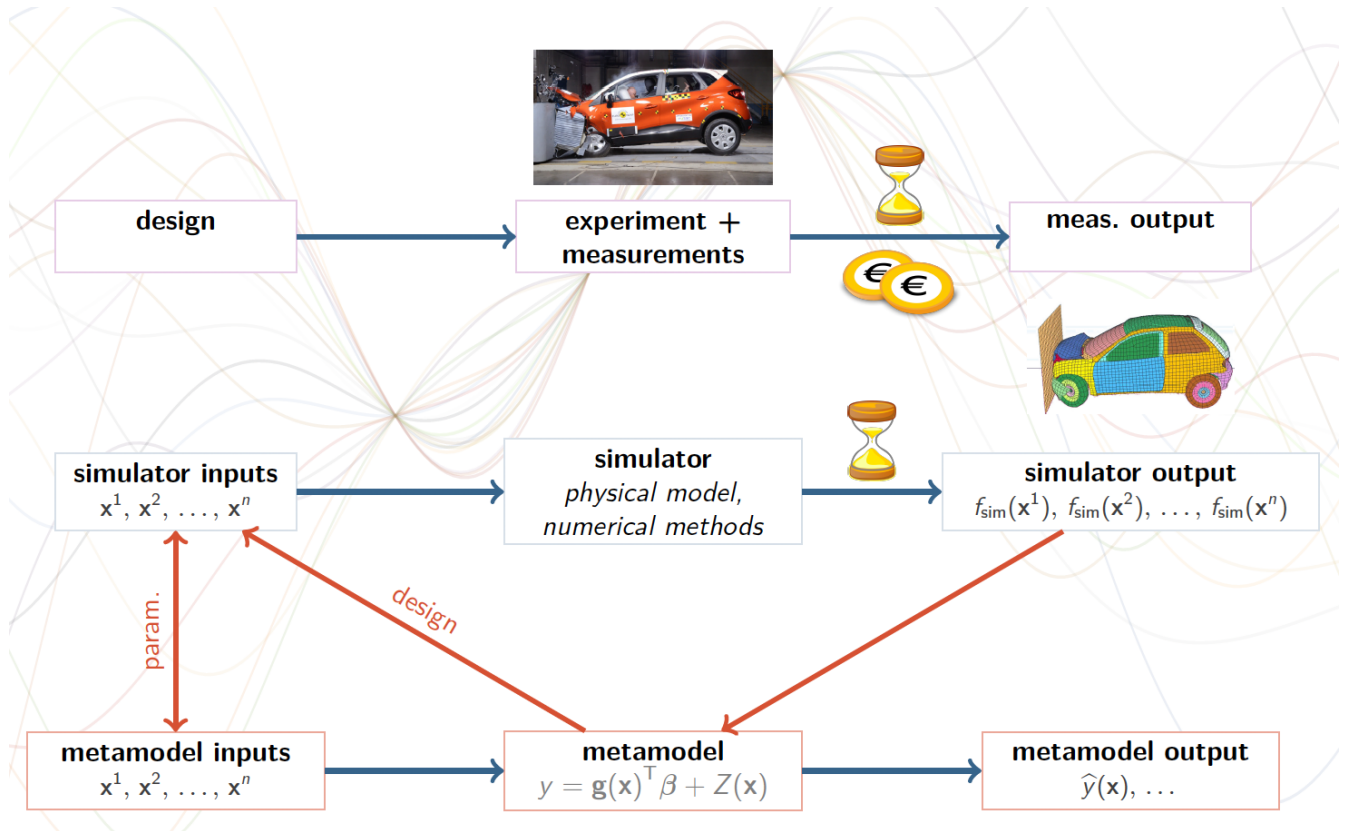 design
experiment +
measurements
meas. output
€ €
simulator inputs
x¹, x², . . . , xⁿ
simulator
physical model,
numerical methods
simulator output
f_sim(x¹), f_sim(x²), . . . , f_sim(xⁿ)
param.
design
metamodel inputs
x¹, x², . . . , xⁿ
metamodel
y = g(x)ᵀβ + Z(x)
metamodel output
ŷ(x), . . .